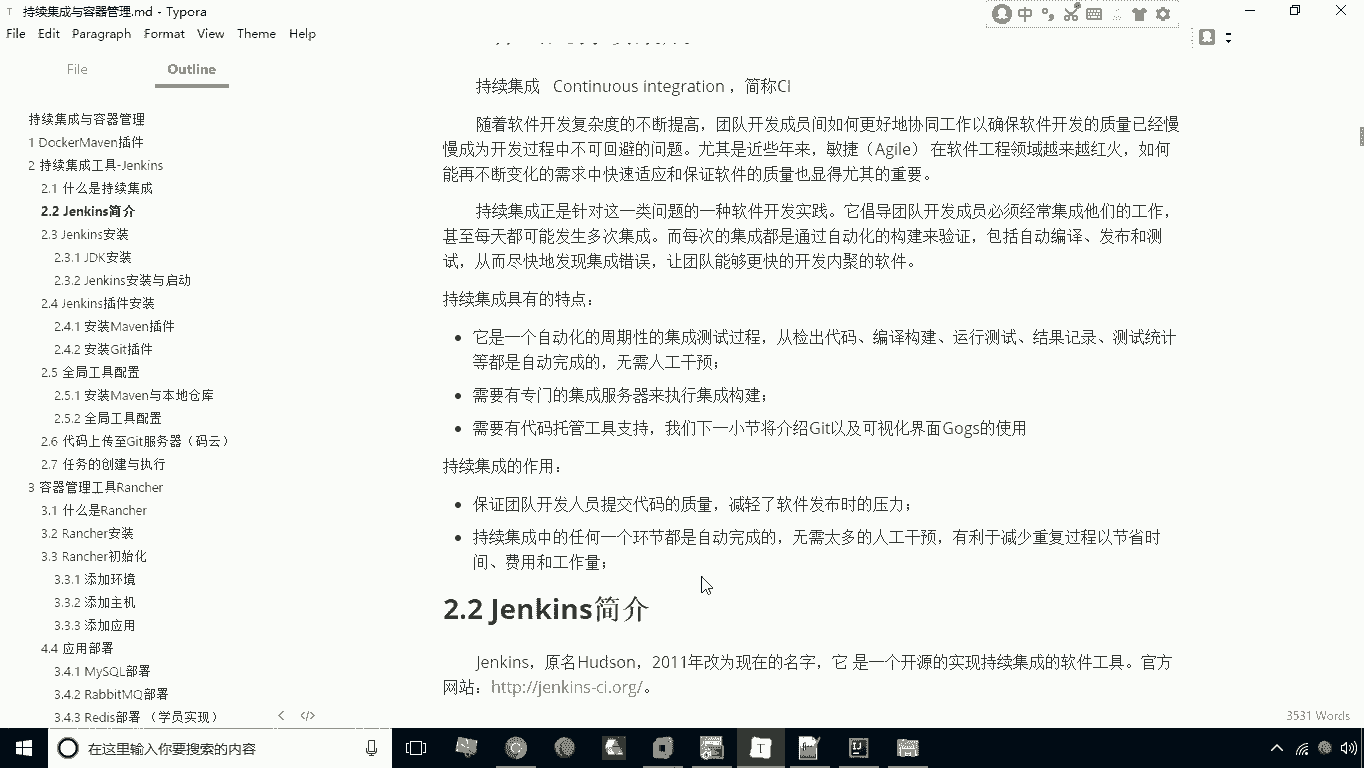 持续集成与容器管理.md - Typora
中
File Edit Paragraph Format View Theme Help
File Outline
持续集成与容器管理
1 DockerMaven插件
2 持续集成工具-Jenkins
2.1 什么是持续集成
2.2 Jenkins简介
2.3 Jenkins安装
2.3.1 JDK安装
2.3.2 Jenkins安装与启动
2.4 Jenkins插件安装
2.4.1 安装Maven插件
2.4.2 安装Git插件
2.5 全局工具配置
2.5.1 安装Maven与本地仓库
2.5.2 全局工具配置
2.6 代码上传至Git服务器（码云）
2.7 任务的创建与执行
3 容器管理工具Rancher
3.1 什么是Rancher
3.2 Rancher安装
3.3 Rancher初始化
3.3.1 添加环境
3.3.2 添加主机
3.3.3 添加应用
4.4 应用部署
3.4.1 MySQL部署
3.4.2 RabbitMQ部署
3.4.3 Redis部署 （学员实现）
持续集成 Continuous integration ，简称CI
随着软件开发复杂度的不断提高，团队开发成员间如何更好地协同工作以确保软件开发的质量已经慢
慢成为开发过程中不可回避的问题。尤其是近些年来，敏捷（Agile） 在软件工程领域越来越红火，如何
能再不断变化的需求中快速适应和保证软件的质量也显得尤其的重要。
持续集成正是针对这一类问题的一种软件开发实践。它倡导团队开发成员必须经常集成他们的工作，
甚至每天都可能发生多次集成。而每次的集成都是通过自动化的构建来验证，包括自动编译、发布和测
试，从而尽快地发现集成错误，让团队能够更快的开发内聚的软件。
持续集成具有的特点：
• 它是一个自动化的周期性的集成测试过程，从检出代码、编译构建、运行测试、结果记录、测试统计
等都是自动完成的，无需人工干预；
• 需要有专门的集成服务器来执行集成构建；
• 需要有代码托管工具支持，我们下一小节将介绍Git以及可视化界面Gogs的使用
持续集成的作用：
• 保证团队开发人员提交代码的质量，减轻了软件发布时的压力；
• 持续集成中的任何一个环节都是自动完成的，无需太多的人工干预，有利于减少重复过程以节省时
间、费用和工作量；
2.2 Jenkins简介
Jenkins，原名Hudson，2011年改为现在的名字，它 是一个开源的实现持续集成的软件工具。官方
网站：http://jenkins-ci.org/。
3531 Words
在这里输入你要搜索的内容